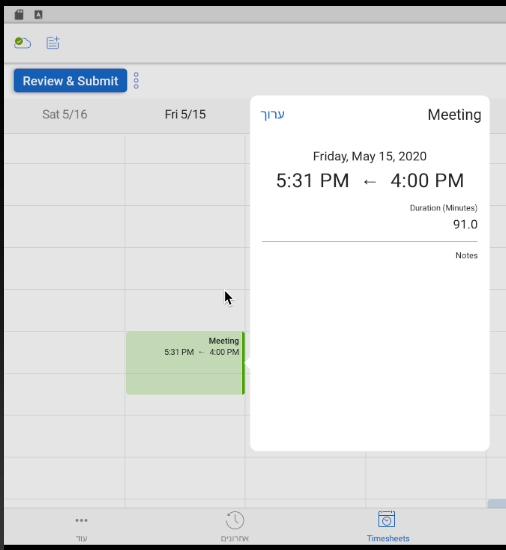 Review & Submit
Sat 5/16
Fri 5/15
ערוך
Meeting
Friday, May 15, 2020
5:31 PM ← 4:00 PM
Duration (Minutes)
91.0
Notes
Meeting
5:31 PM ← 4:00 PM
עוד
אחרונים
Timesheets